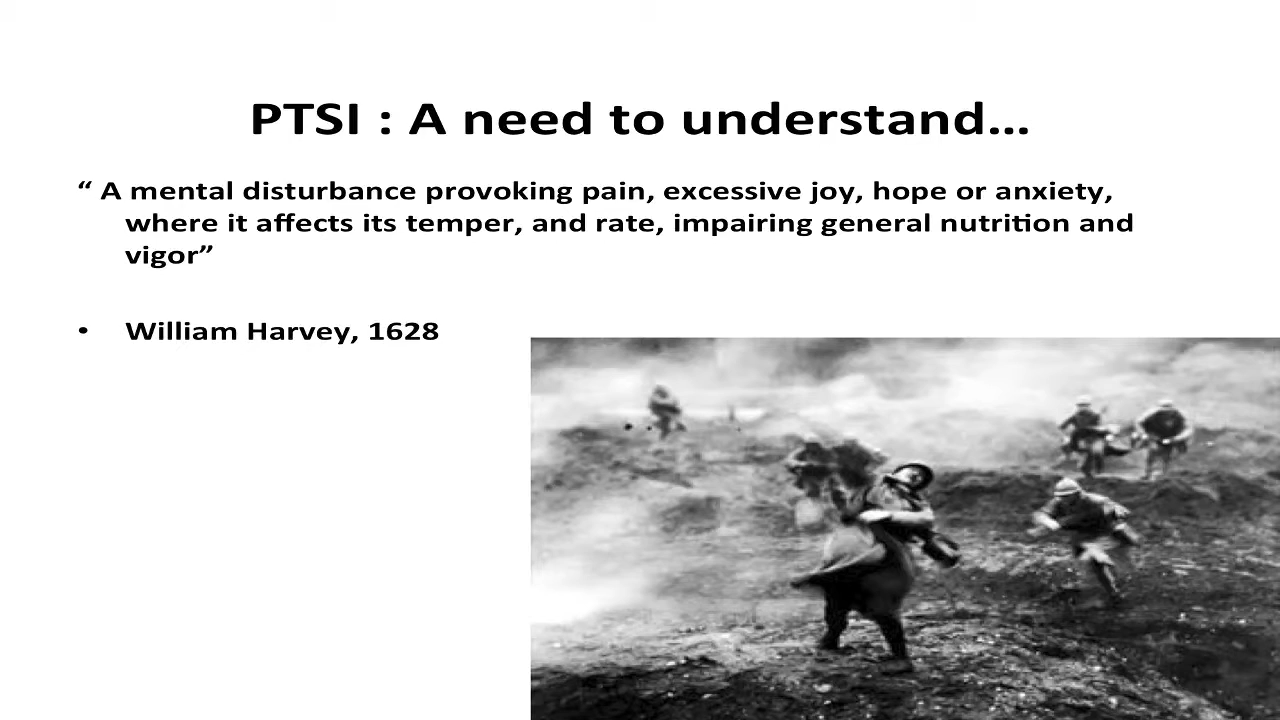 PTSI : A need to understand...
“ A mental disturbance provoking pain, excessive joy, hope or anxiety,
where it affects its temper, and rate, impairing general nutrition and
vigor”
• William Harvey, 1628